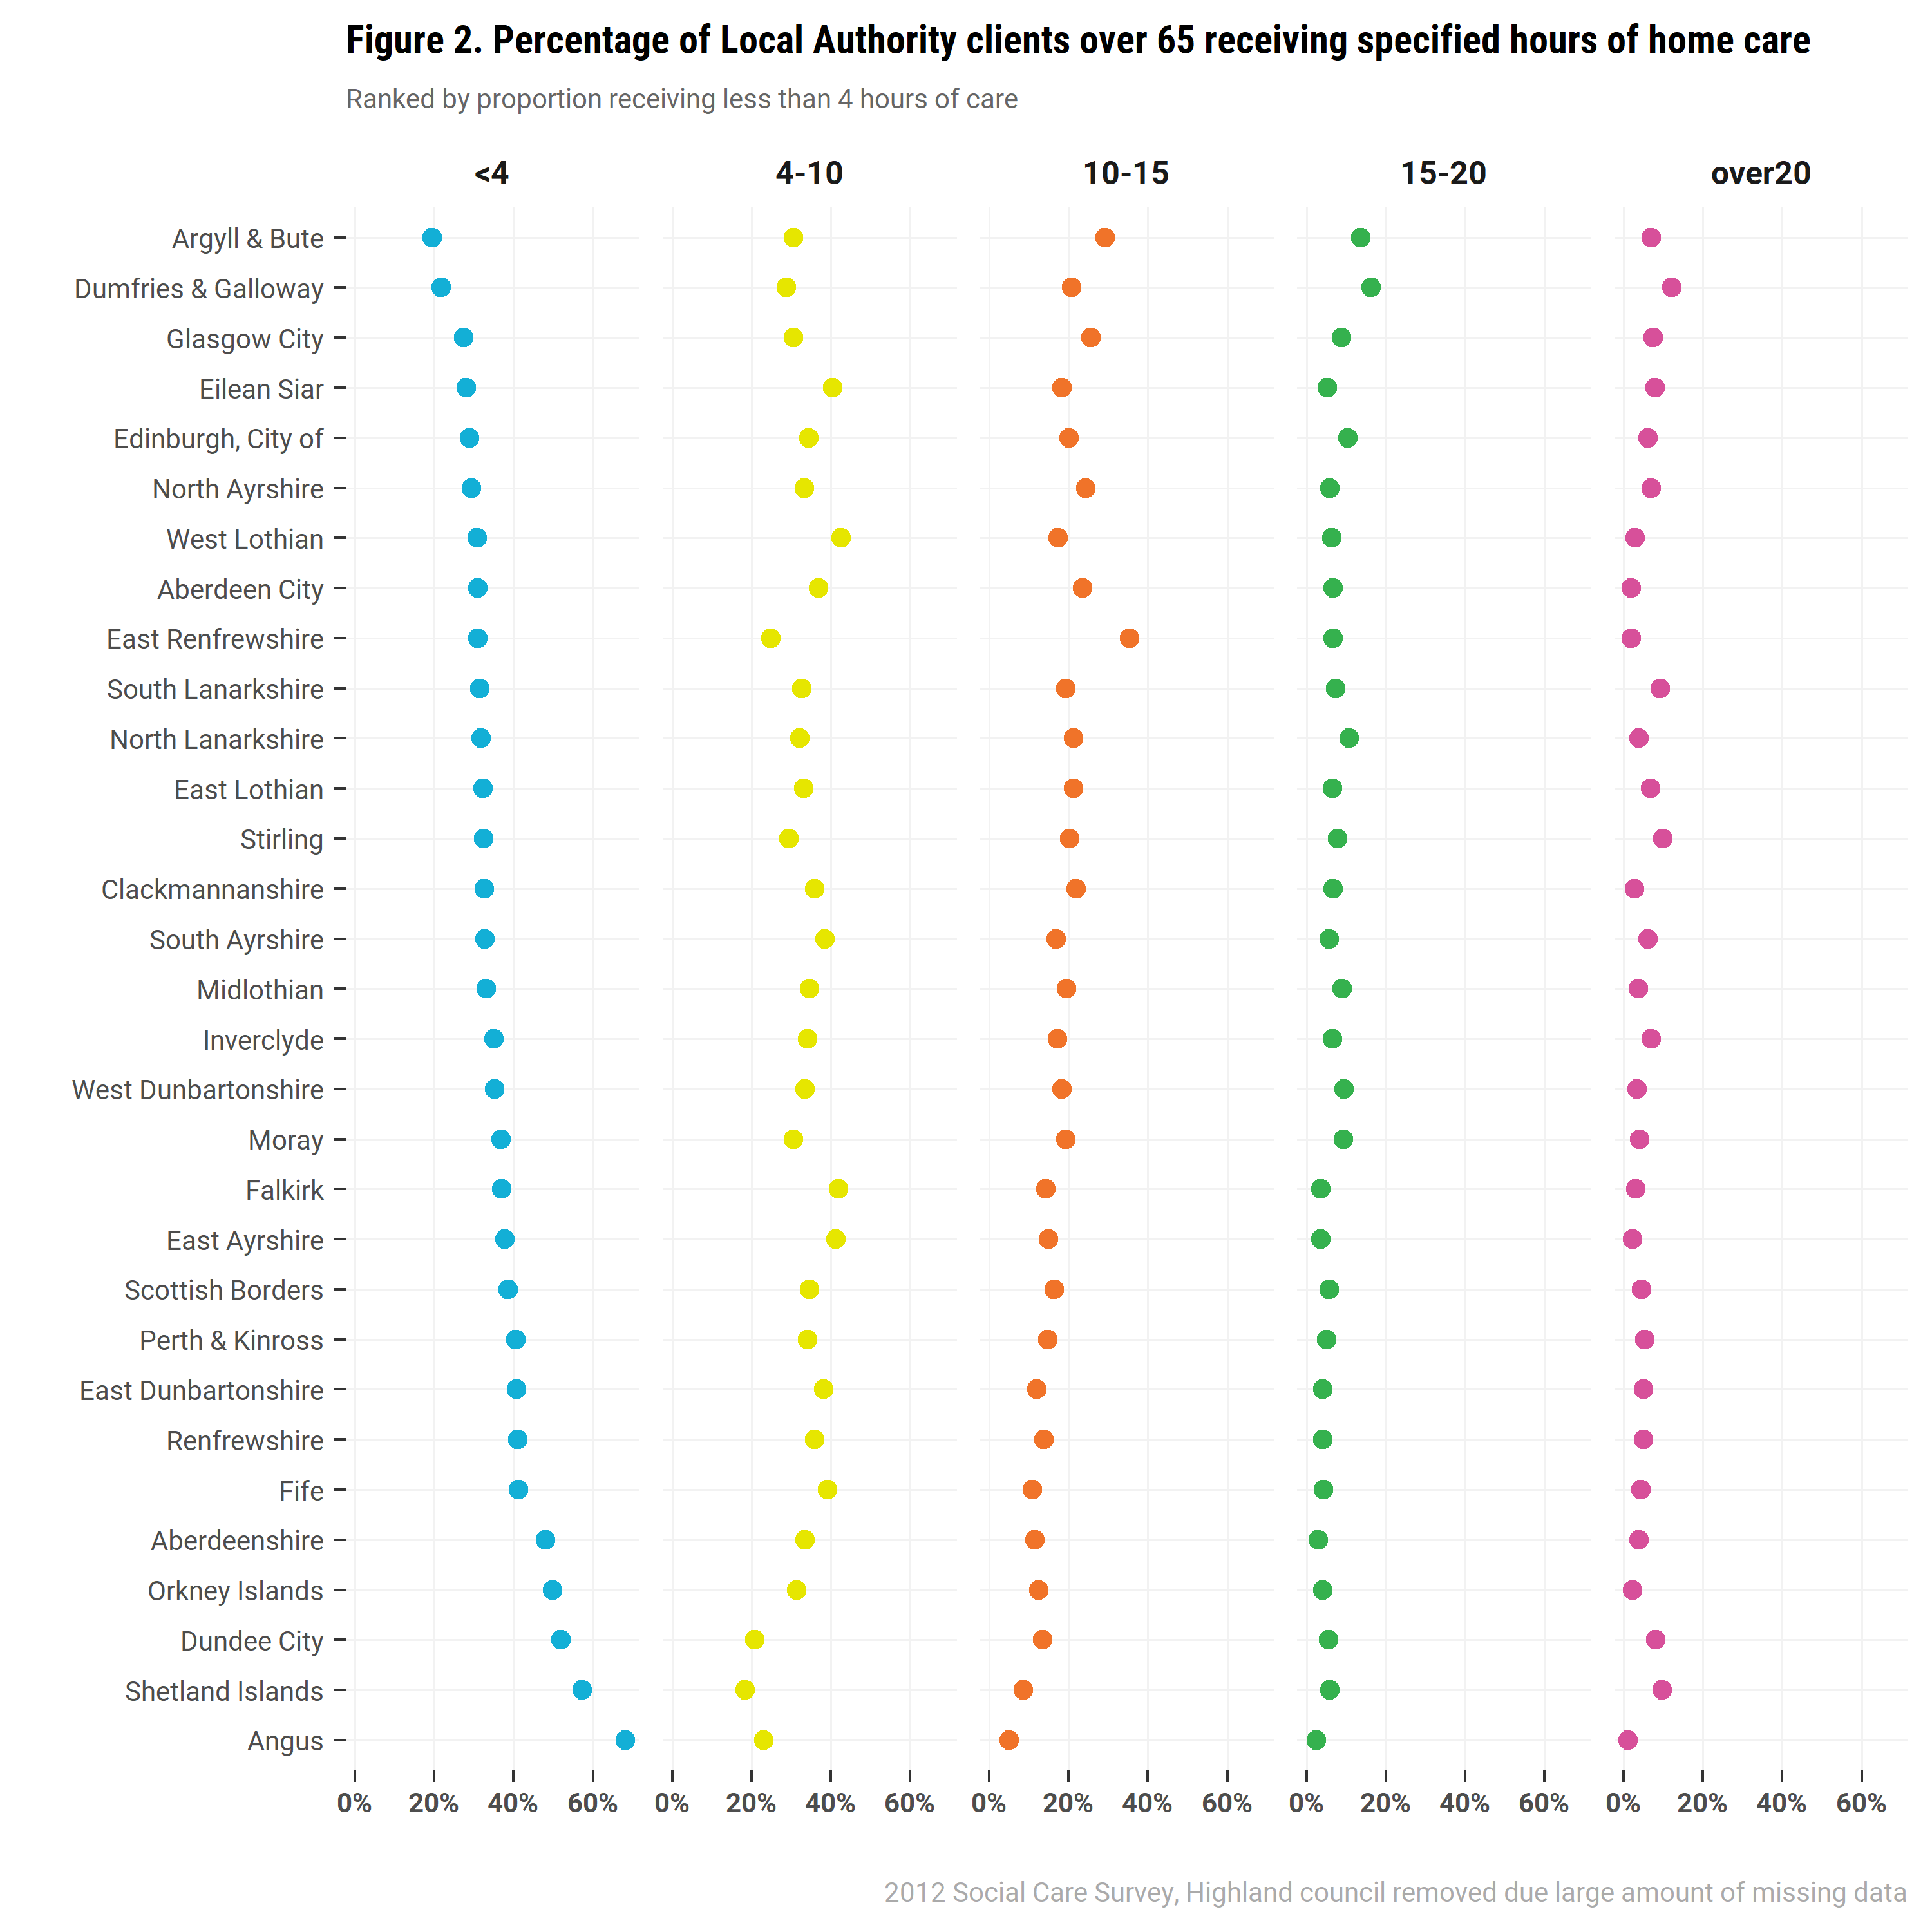 Figure 2. Percentage of Local Authority clients over 65 receiving specified hours of home care
Ranked by proportion receiving less than 4 hours of care
<4 4-10 10-15 15-20 over20
Argyll & Bute
Dumfries & Galloway
Glasgow City
Eilean Siar
Edinburgh, City of
North Ayrshire
West Lothian
Aberdeen City
East Renfrewshire
South Lanarkshire
North Lanarkshire
East Lothian
Stirling
Clackmannanshire
South Ayrshire
Midlothian
Inverclyde
West Dunbartonshire
Moray
Falkirk
East Ayrshire
Scottish Borders
Perth & Kinross
East Dunbartonshire
Renfrewshire
Fife
Aberdeenshire
Orkney Islands
Dundee City
Shetland Islands
Angus
0% 20% 40% 60% 0% 20% 40% 60% 0% 20% 40% 60% 0% 20% 40% 60% 0% 20% 40% 60%
2012 Social Care Survey, Highland council removed due large amount of missing data